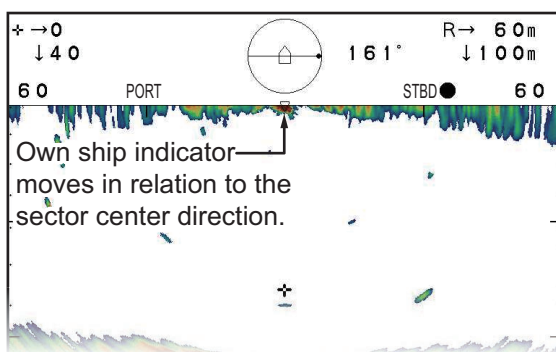 →0 R→ 60m
↓40 161° ↓100m
60 PORT STBD 60
Own ship indicator
moves in relation to the
sector center direction.